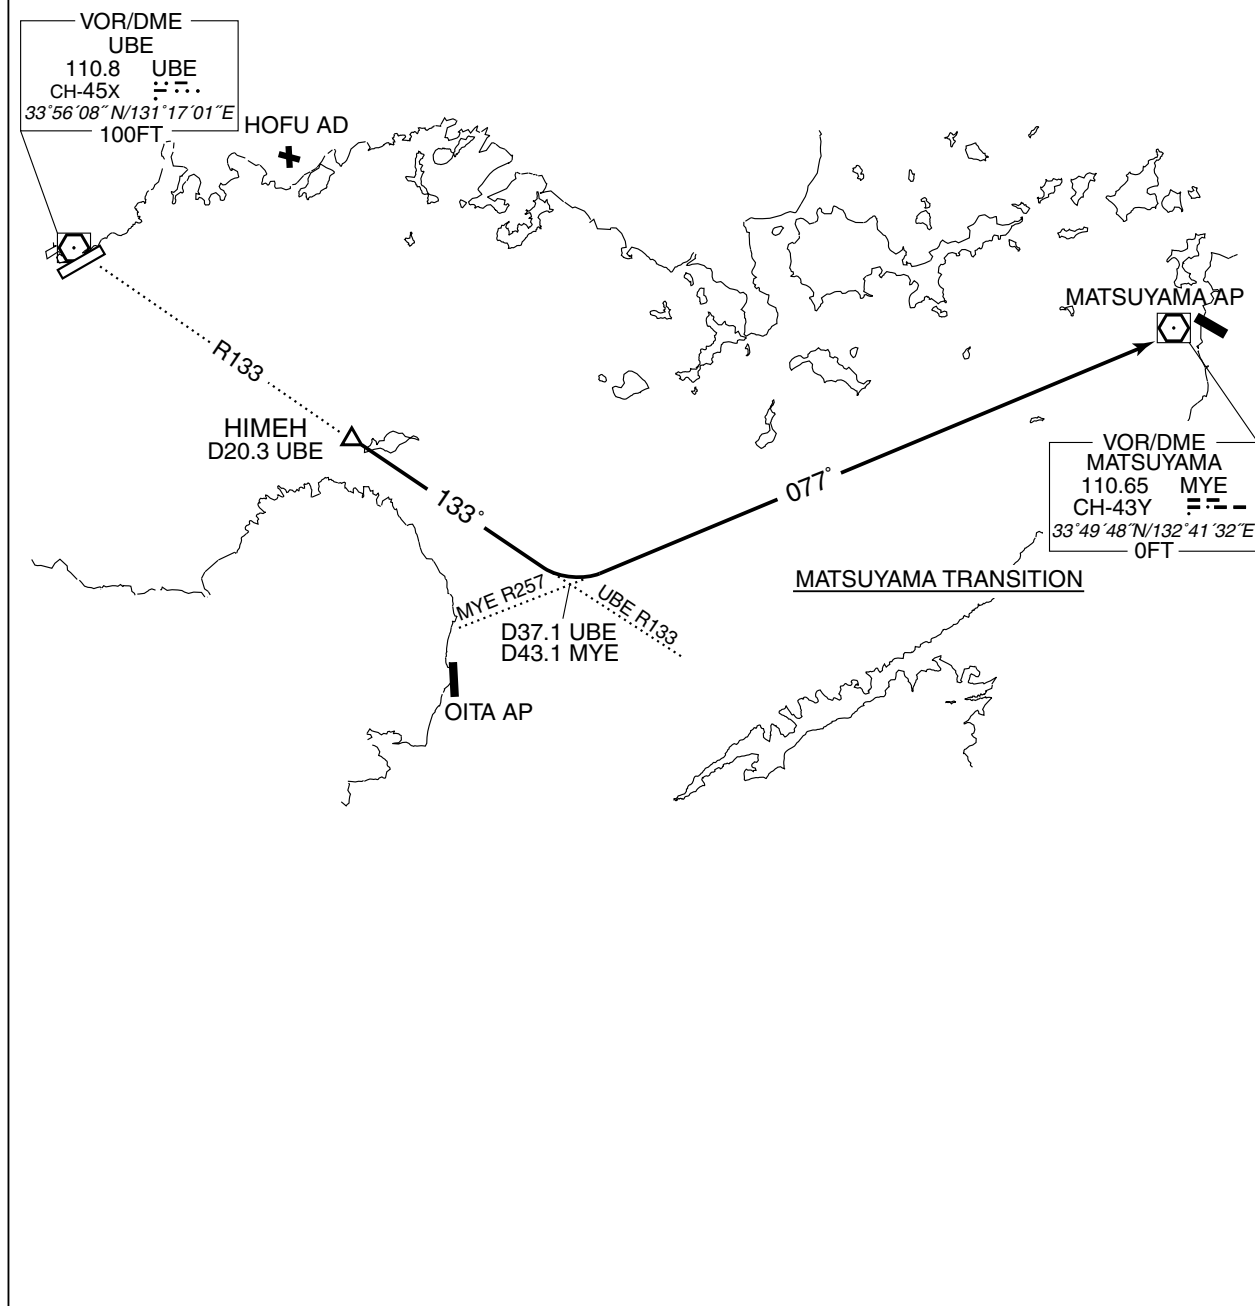 VOR/DME
UBE
110.8 UBE
CH-45X
33°56´08˝N/131°17´01˝E
100FT
HOFU AD
MATSUYAMA AP
R133
HIMEH
D20.3 UBE
133°
077°
VOR/DME
MATSUYAMA
110.65 MYE
CH-43Y
33°49´48˝N/132°41´32˝E
0FT
MATSUYAMA TRANSITION
MYE R257
UBE R133
D37.1 UBE
D43.1 MYE
OITA AP